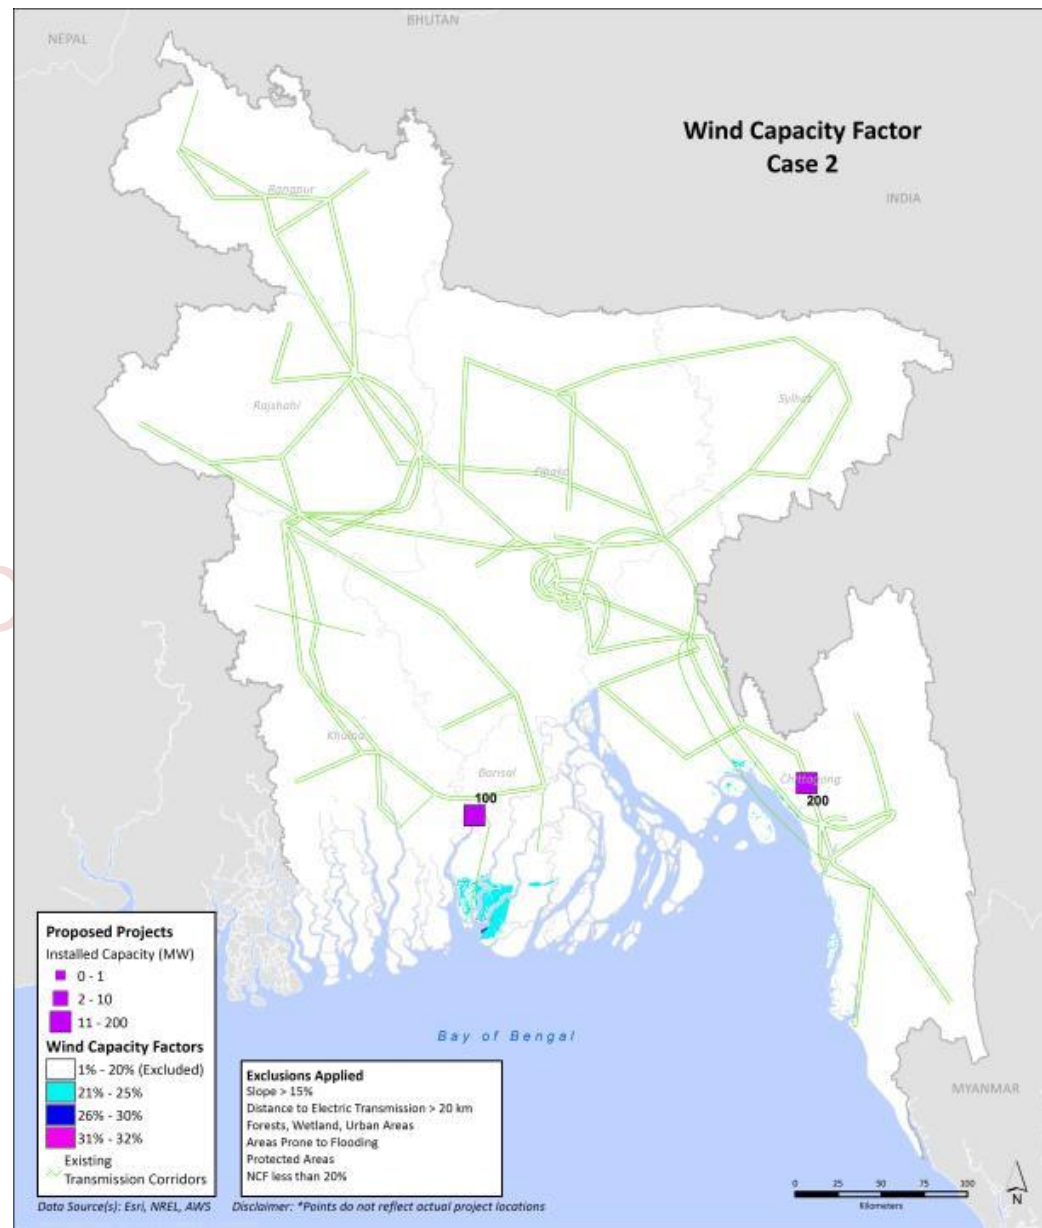 BHUTAN
NEPAL
Wind Capacity Factor
Case 2
Rangpur
INDIA
Rajshahi
Sylhet
Dhaka
Khulna
Barisal
Chittagong
100
200
Proposed Projects
Installed Capacity (MW)
0 - 1
2 - 10
11 - 200
Wind Capacity Factors
1% - 20% (Excluded)
21% - 25%
26% - 30%
31% - 32%
Existing
Transmission Corridors
Bay of Bengal
Exclusions Applied
Slope > 15%
Distance to Electric Transmission > 20 km
Forests, Wetland, Urban Areas
Areas Prone to Flooding
Protected Areas
NCF less than 20%
MYANMAR
0 25 50 75 100
Kilometers
N
Data Source(s): Esri, NREL, AWS Disclaimer: *Points do not reflect actual project locations